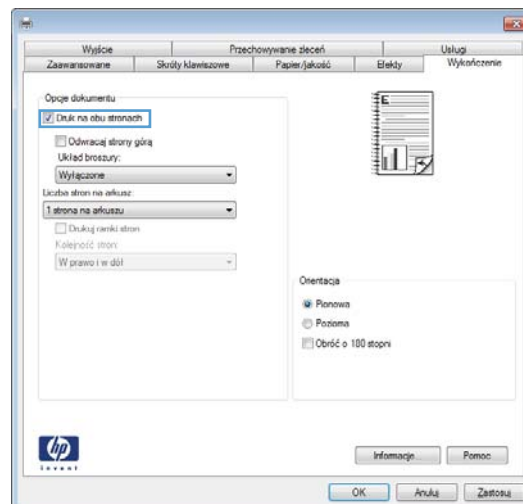 Wyjście Przechowywanie zleceń Usługi
Zaawansowane Skróty klawiszowe Papier/jakość Efekty Wykończenie
Opcje dokumentu
Druk na obu stronach
Odwracaj strony górą
Układ broszury:
Wyłączone
Liczba stron na arkusz:
1 strona na arkuszu
Drukuj ramki stron
Kolejność stron:
W prawo i w dół
E
Orientacja
Pionowa
Pozioma
Obróć o 180 stopni
hp
invent
Informacje... Pomoc
OK Anuluj Zastosuj